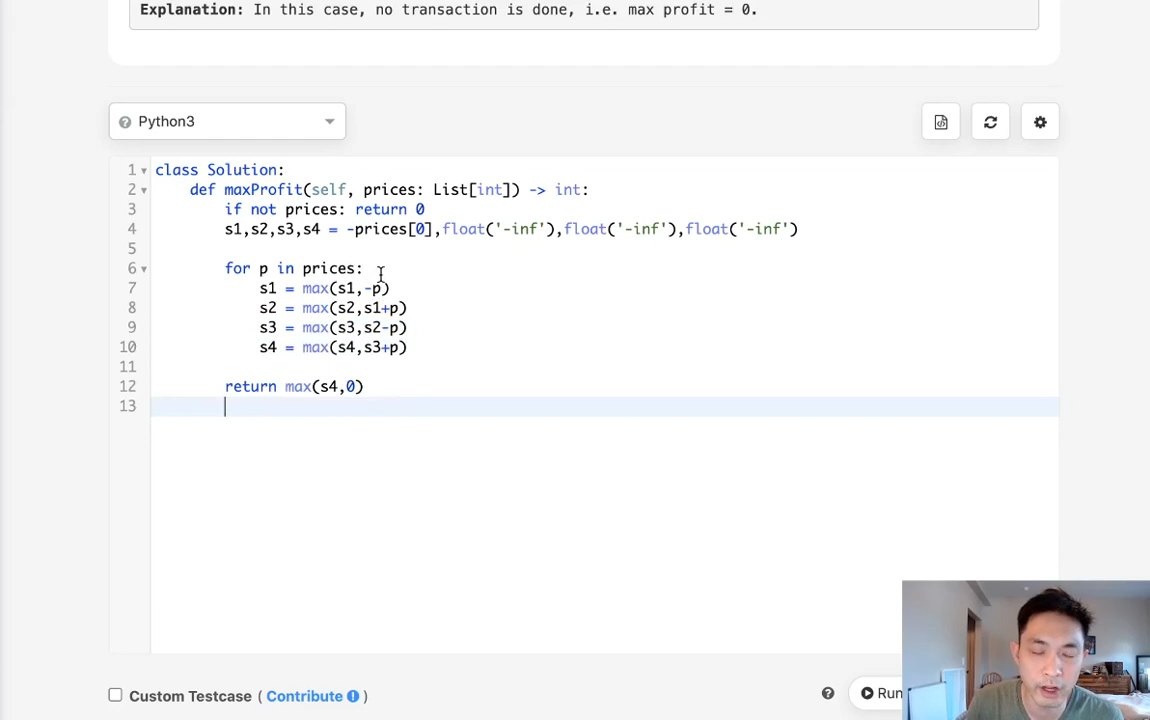 Explanation: In this case, no transaction is done, i.e. max profit = 0.
Python3
1 class Solution:
2 def maxProfit(self, prices: List[int]) -> int:
3 if not prices: return 0
4 s1,s2,s3,s4 = -prices[0],float('-inf'),float('-inf'),float('-inf')
5
6 for p in prices:
7 s1 = max(s1,-p)
8 s2 = max(s2,s1+p)
9 s3 = max(s3,s2-p)
10 s4 = max(s4,s3+p)
11
12 return max(s4,0)
13
Custom Testcase ( Contribute )
Run